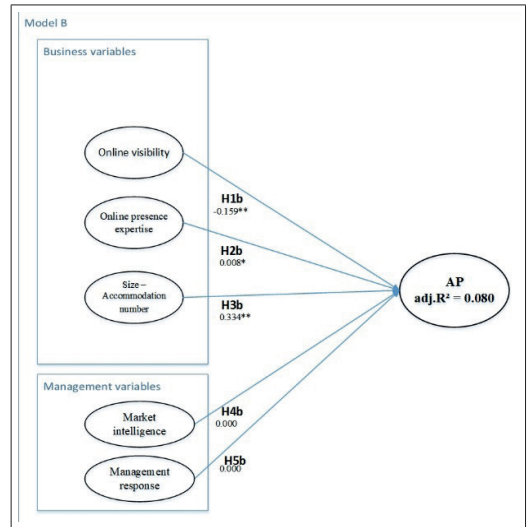 Model B
Business variables
Online visibility
H1b
-0.159**
Online presence
expertise
H2b
0.008*
Size –
Accommodation
number
H3b
0.334**
AP
adj.R² = 0.080
Management variables
Market
intelligence
H4b
0.000
Management
response
H5b
0.000